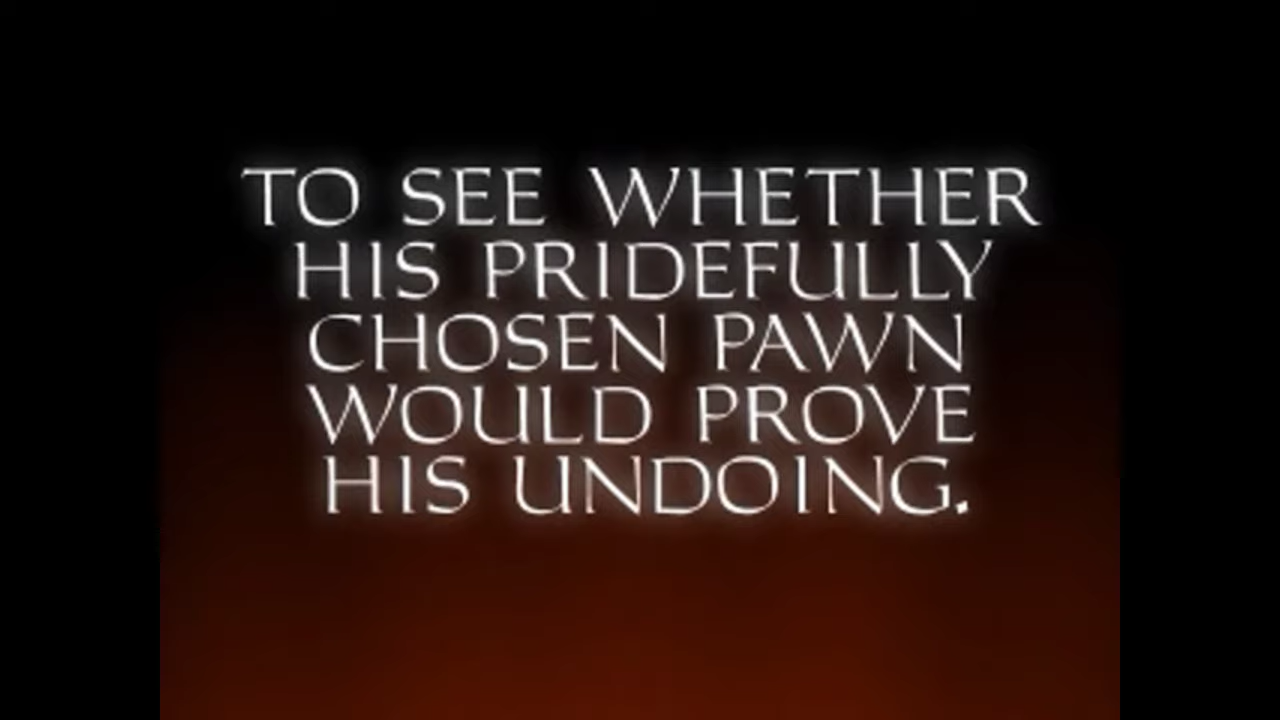 TO SEE WHETHER
HIS PRIDEFULLY
CHOSEN PAWN
WOULD PROVE
HIS UNDOING.